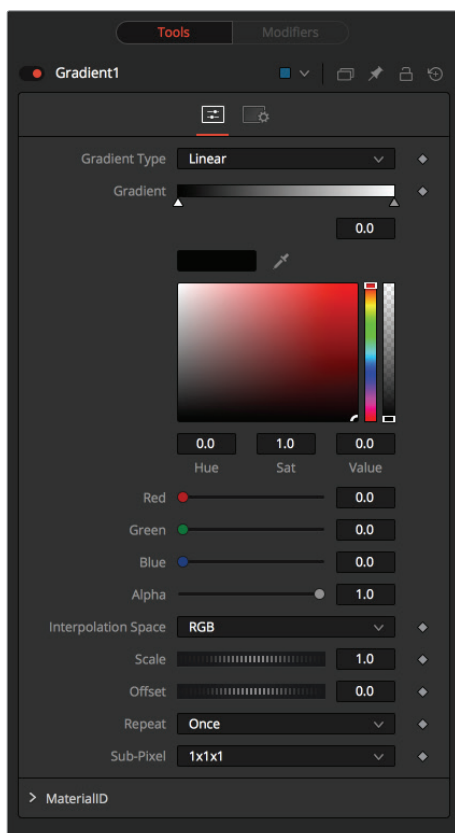 Tools Modifiers
Gradient1
Gradient Type Linear
Gradient
0.0
0.0 1.0 0.0
Hue Sat Value
Red 0.0
Green 0.0
Blue 0.0
Alpha 1.0
Interpolation Space RGB
Scale 1.0
Offset 0.0
Repeat Once
Sub-Pixel 1x1x1
MaterialID